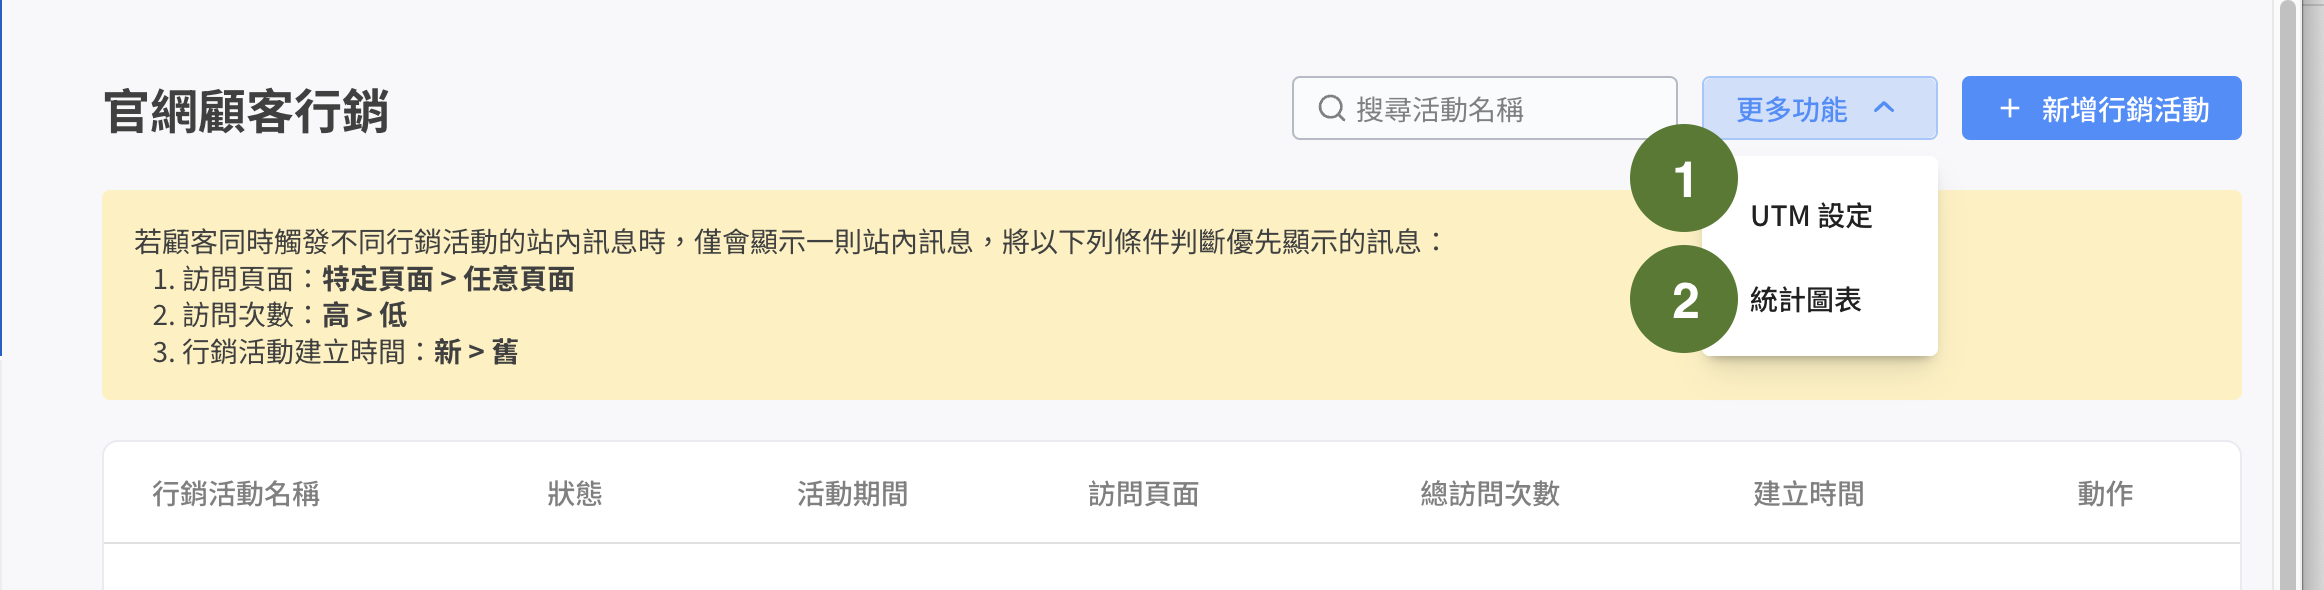 官網顧客行銷
搜尋活動名稱
更多功能
+ 新增行銷活動
1
UTM 設定
2
統計圖表
若顧客同時觸發不同行銷活動的站內訊息時，僅會顯示一則站內訊息，將以下列條件判斷優先顯示的訊息：
1. 訪問頁面：特定頁面 > 任意頁面
2. 訪問次數：高 > 低
3. 行銷活動建立時間：新 > 舊
行銷活動名稱 狀態 活動期間 訪問頁面 總訪問次數 建立時間 動作